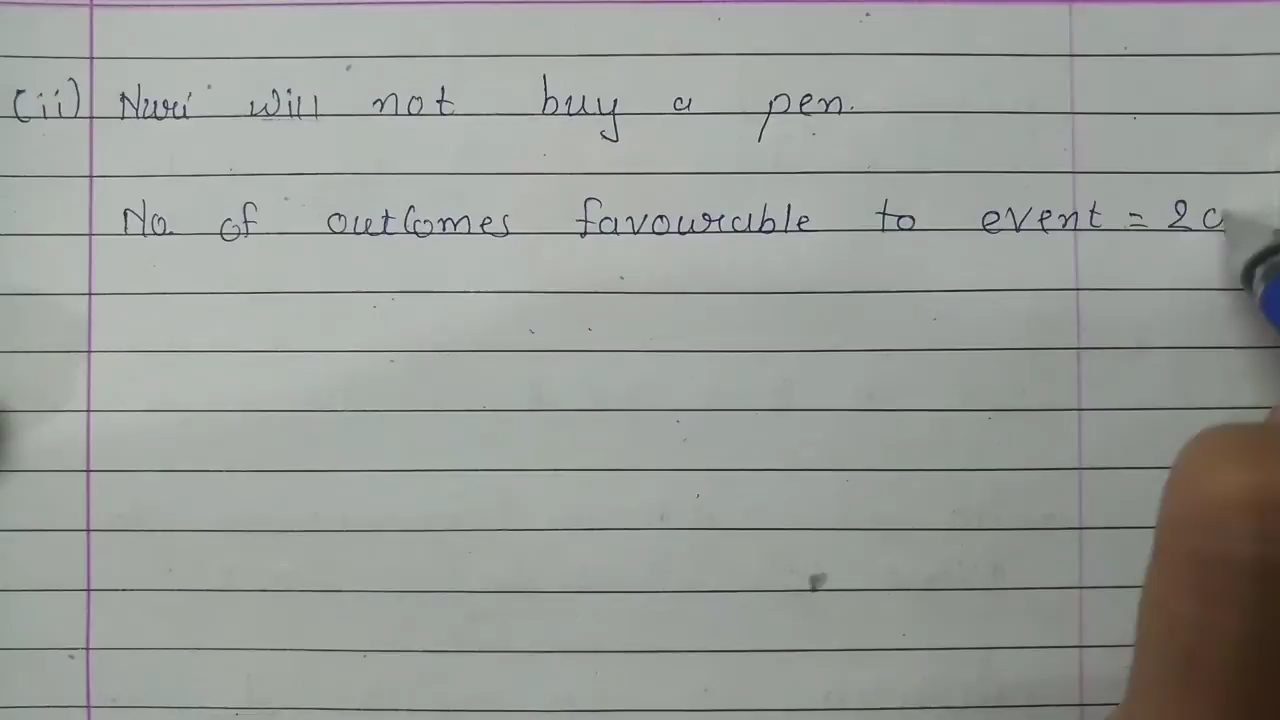 (ii) Nuri will not buy a pen.
No. of outcomes favourable to event = 2